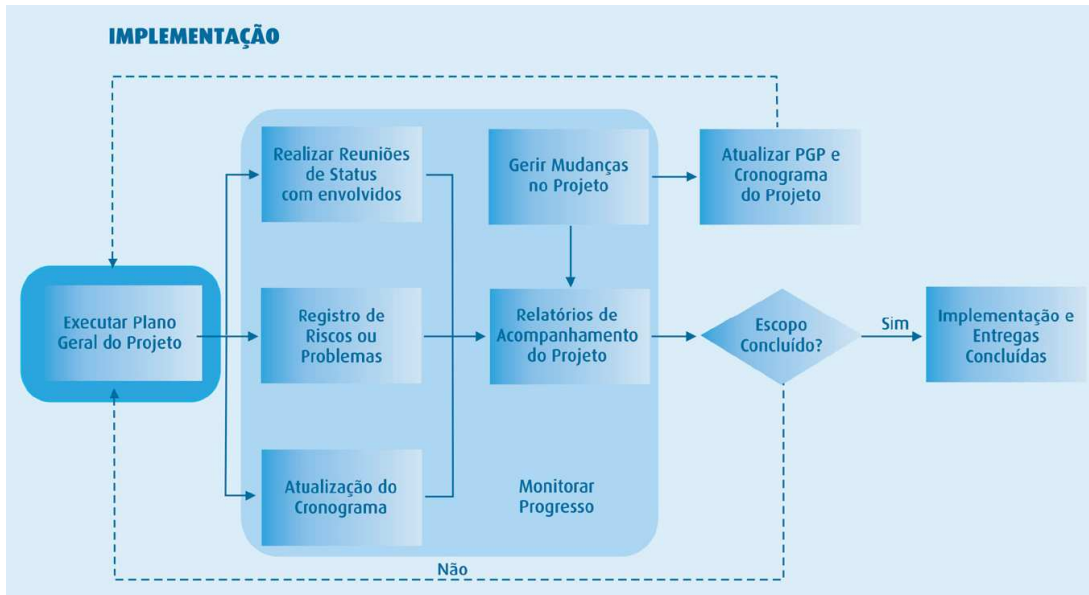 IMPLEMENTAÇÃO
Realizar Reuniões
de Status
com envolvidos
Gerir Mudanças
no Projeto
Atualizar PGP e
Cronograma
do Projeto
Executar Plano
Geral do Projeto
Registro de
Riscos ou
Problemas
Relatórios de
Acompanhamento
do Projeto
Escopo
Concluído?
Sim
Implementação e
Entregas
Concluídas
Atualização do
Cronograma
Monitorar
Progresso
Não